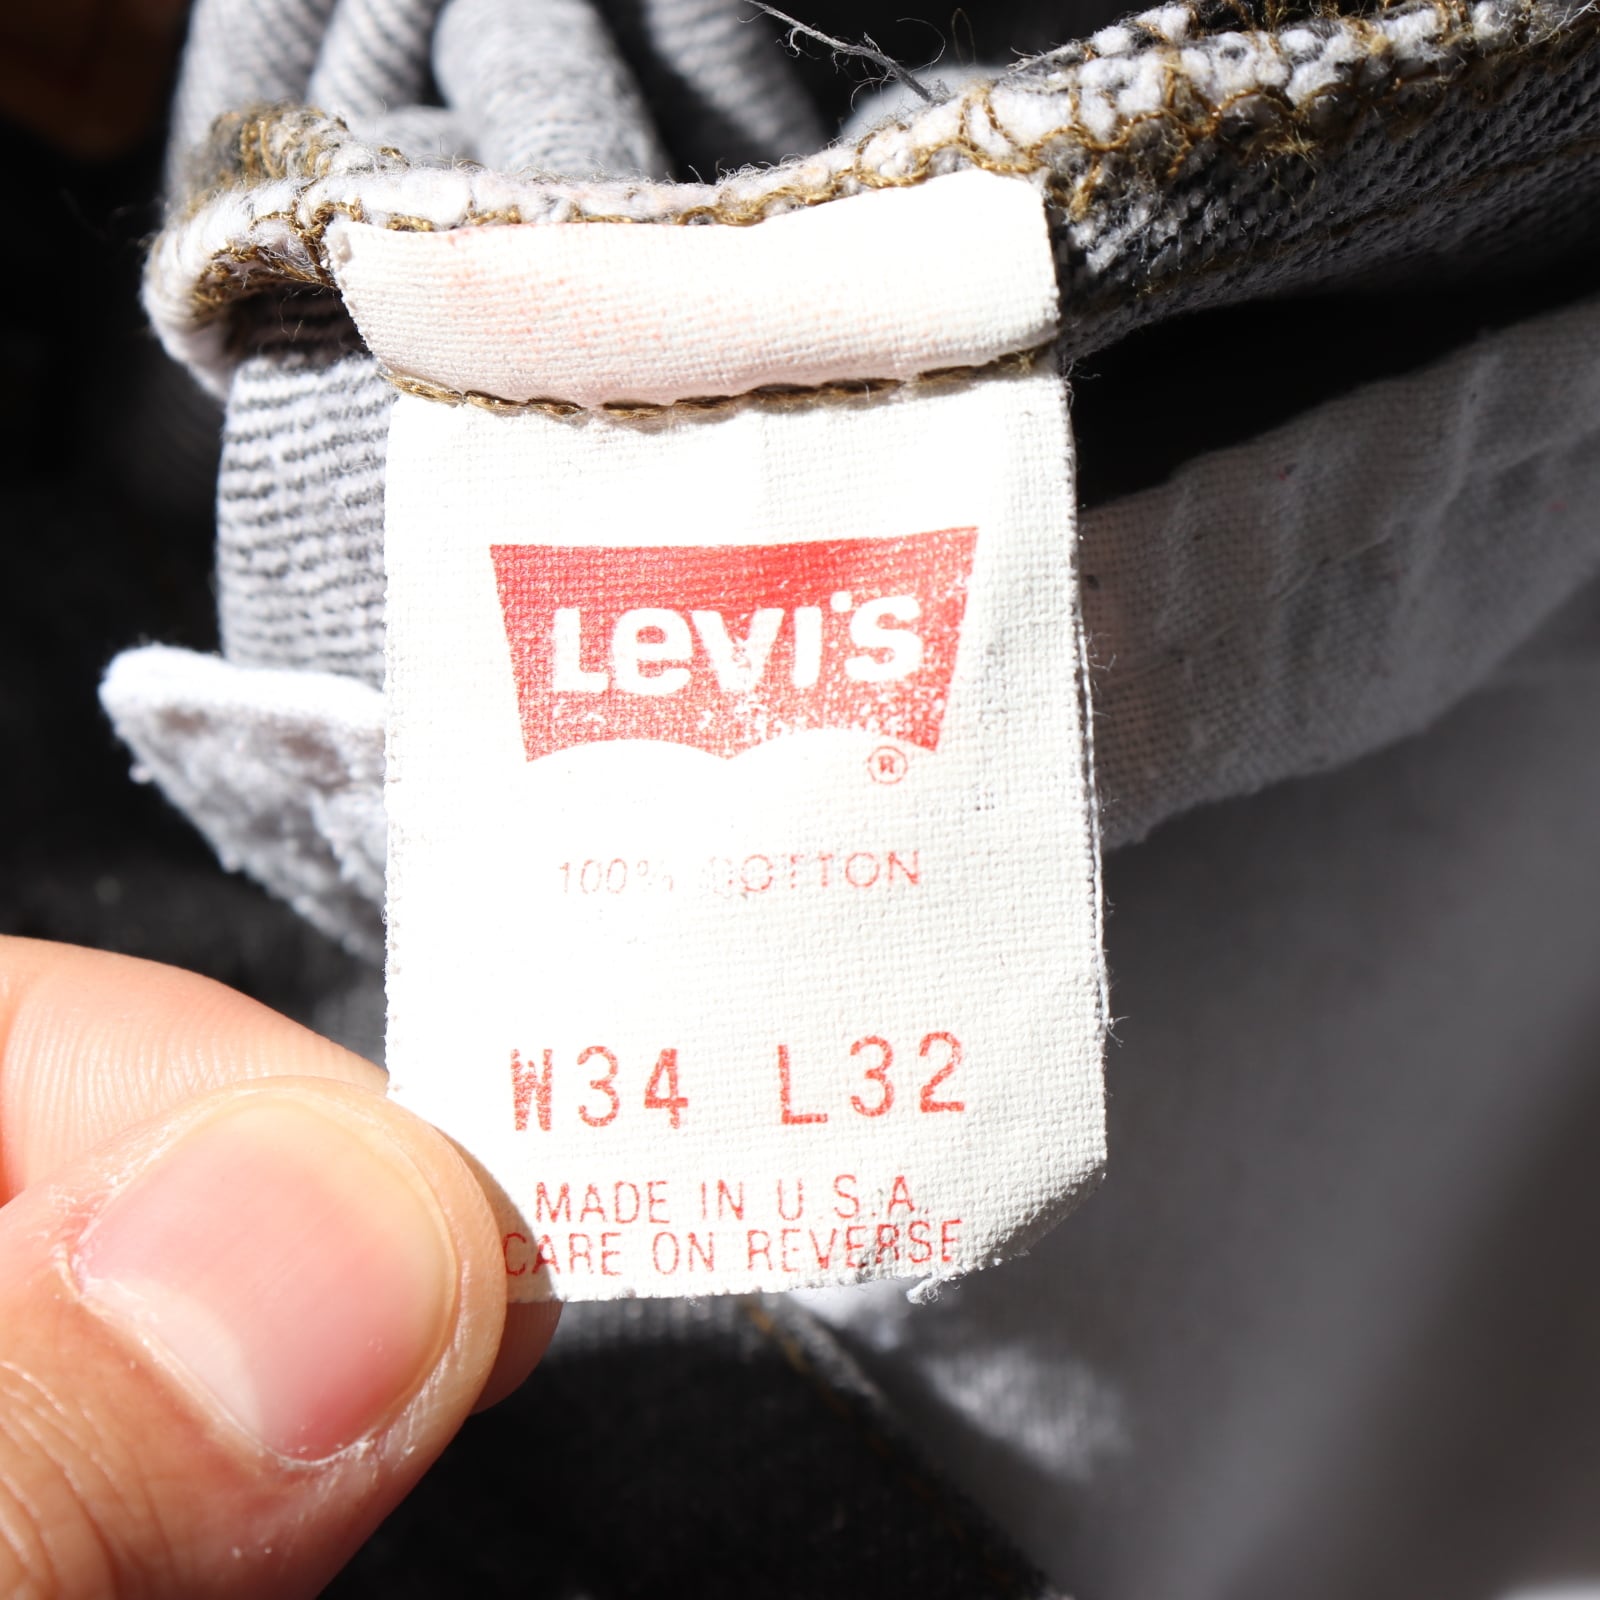 Levi's
®
100% COTTON
W34 L32
MADE IN U.S.A.
CARE ON REVERSE